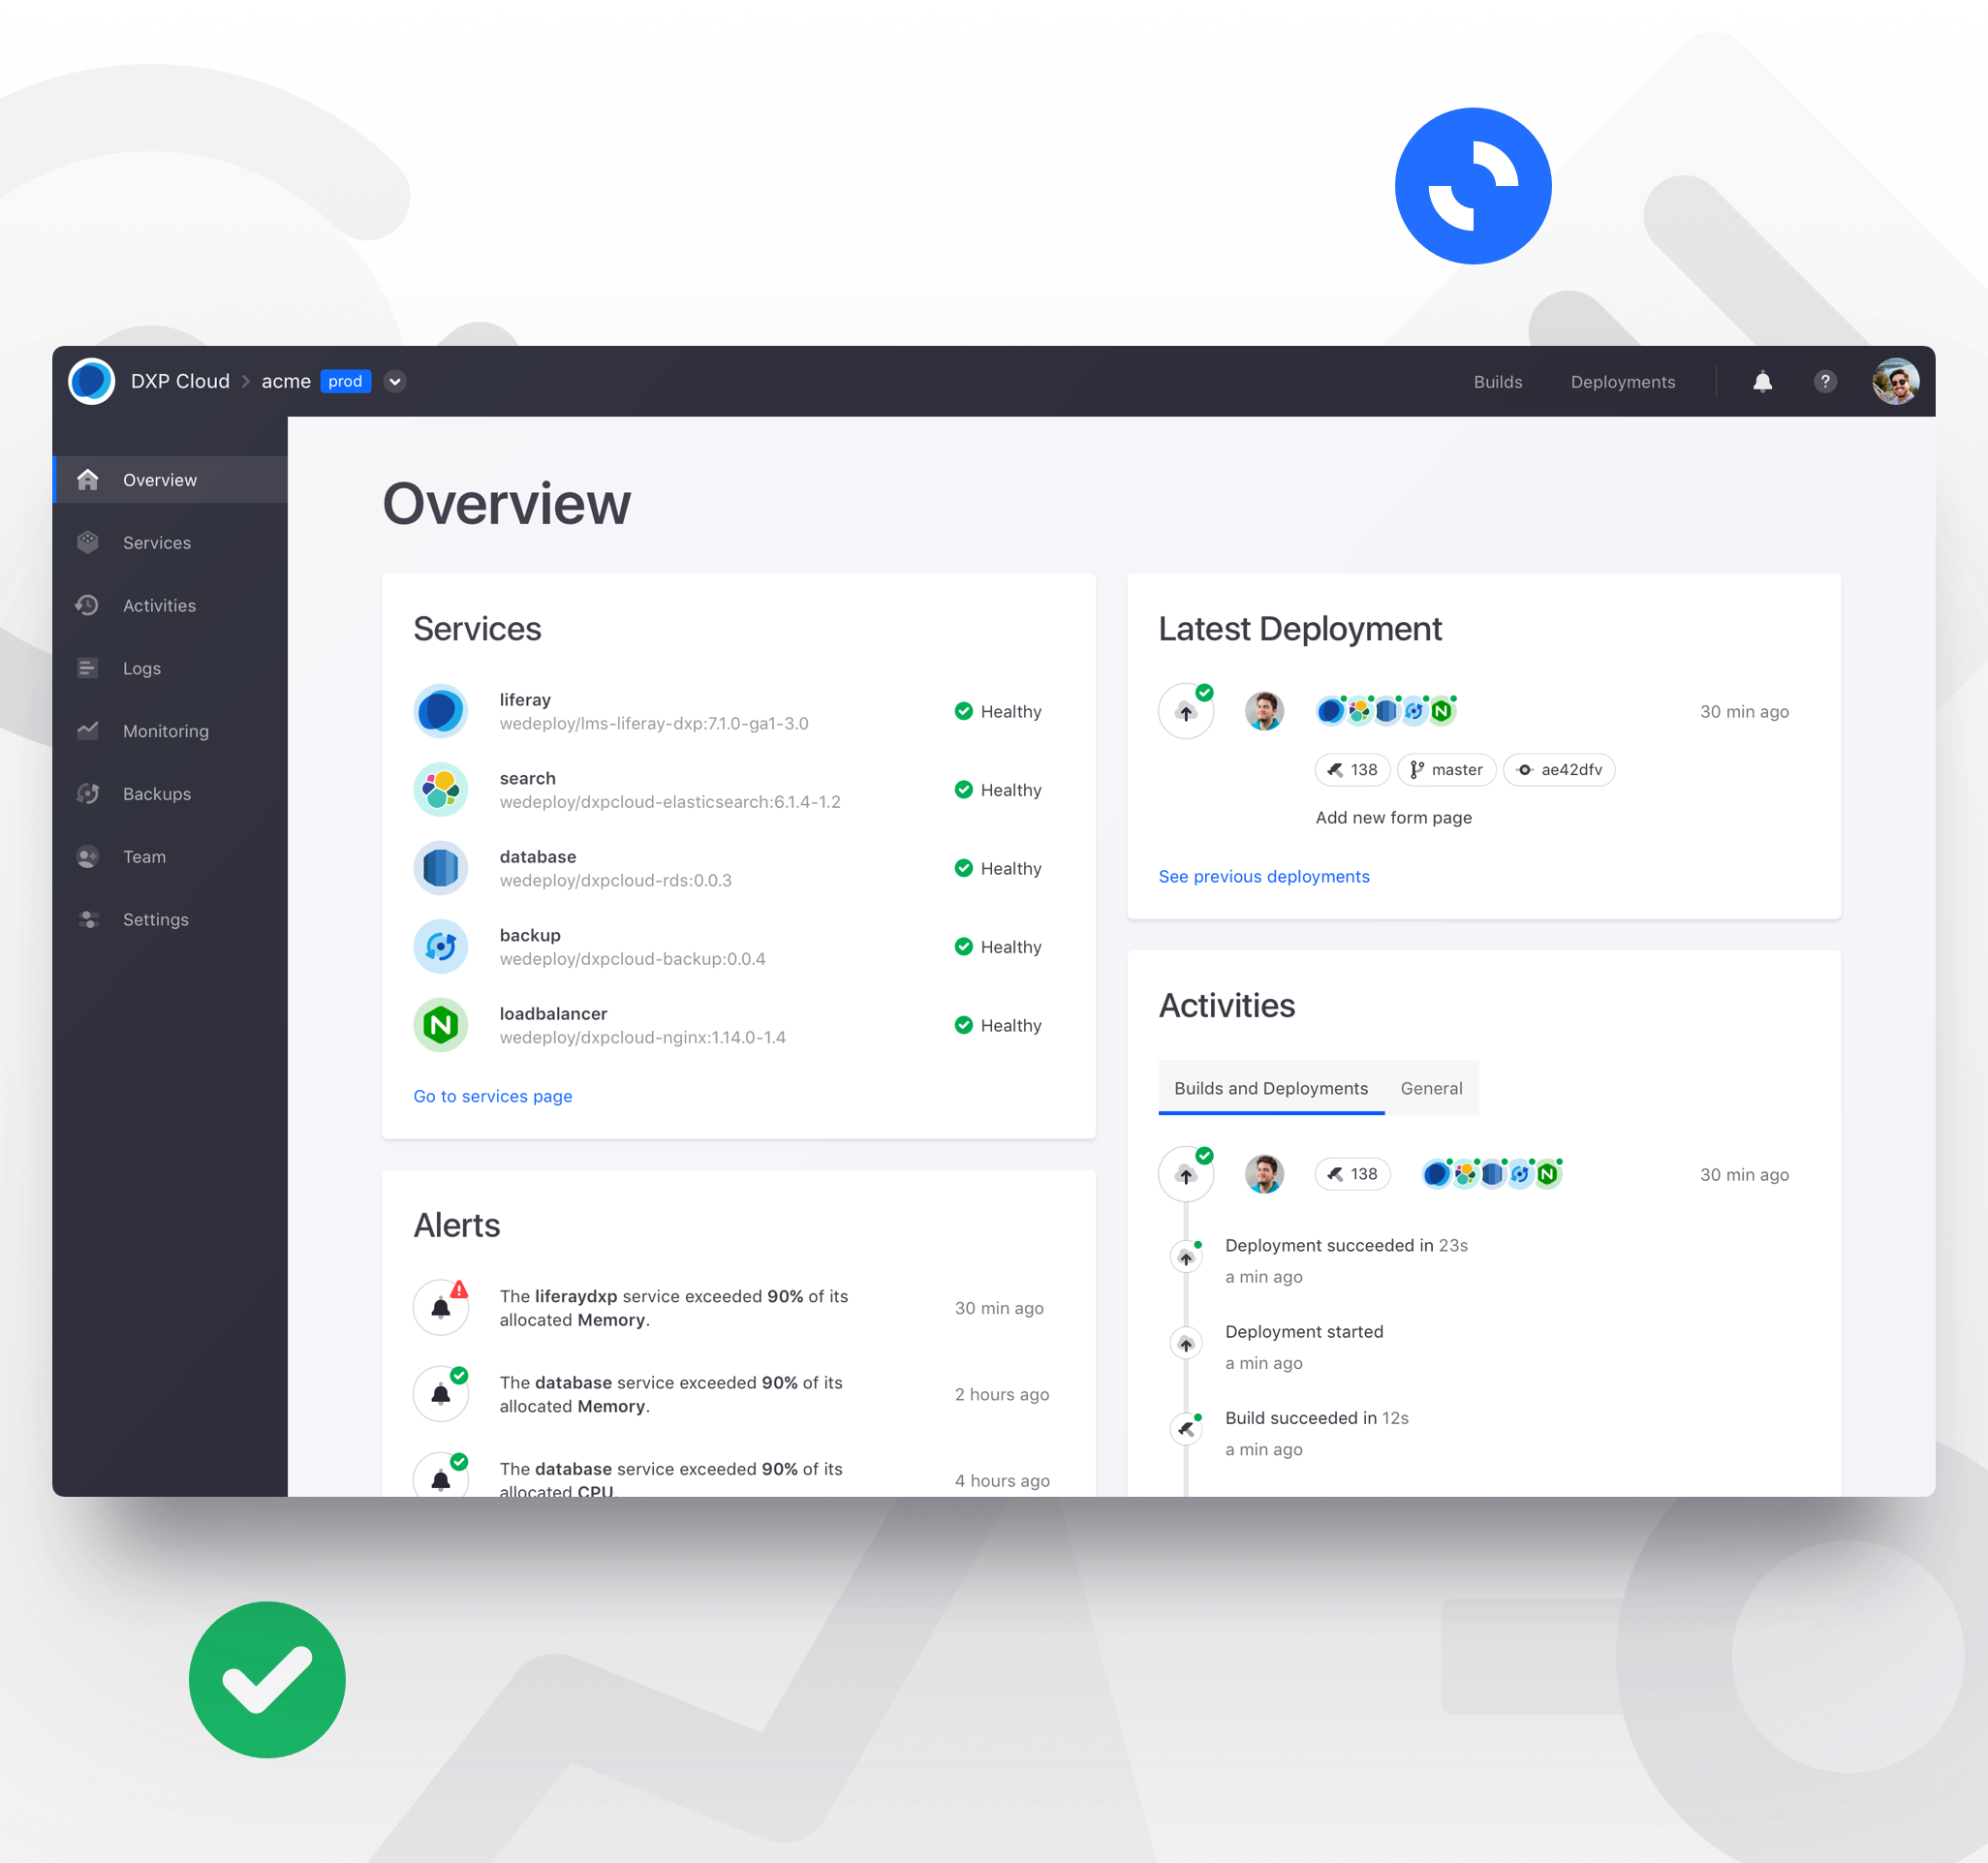 DXP Cloud > acme prod
Builds
Deployments
?
Overview
Services
Activities
Logs
Monitoring
Backups
Team
Settings
Overview
Services
liferay
wedeploy/lms-liferay-dxp:7.1.0-ga1-3.0
Healthy
search
wedeploy/dxpcloud-elasticsearch:6.1.4-1.2
Healthy
database
wedeploy/dxpcloud-rds:0.0.3
Healthy
backup
wedeploy/dxpcloud-backup:0.0.4
Healthy
loadbalancer
wedeploy/dxpcloud-nginx:1.14.0-1.4
Healthy
Go to services page
Alerts
The liferaydxp service exceeded 90% of its
allocated Memory.
30 min ago
The database service exceeded 90% of its
allocated Memory.
2 hours ago
The database service exceeded 90% of its
allocated CPU.
4 hours ago
Latest Deployment
30 min ago
138
master
ae42dfv
Add new form page
See previous deployments
Activities
Builds and Deployments
General
138
30 min ago
Deployment succeeded in 23s
a min ago
Deployment started
a min ago
Build succeeded in 12s
a min ago